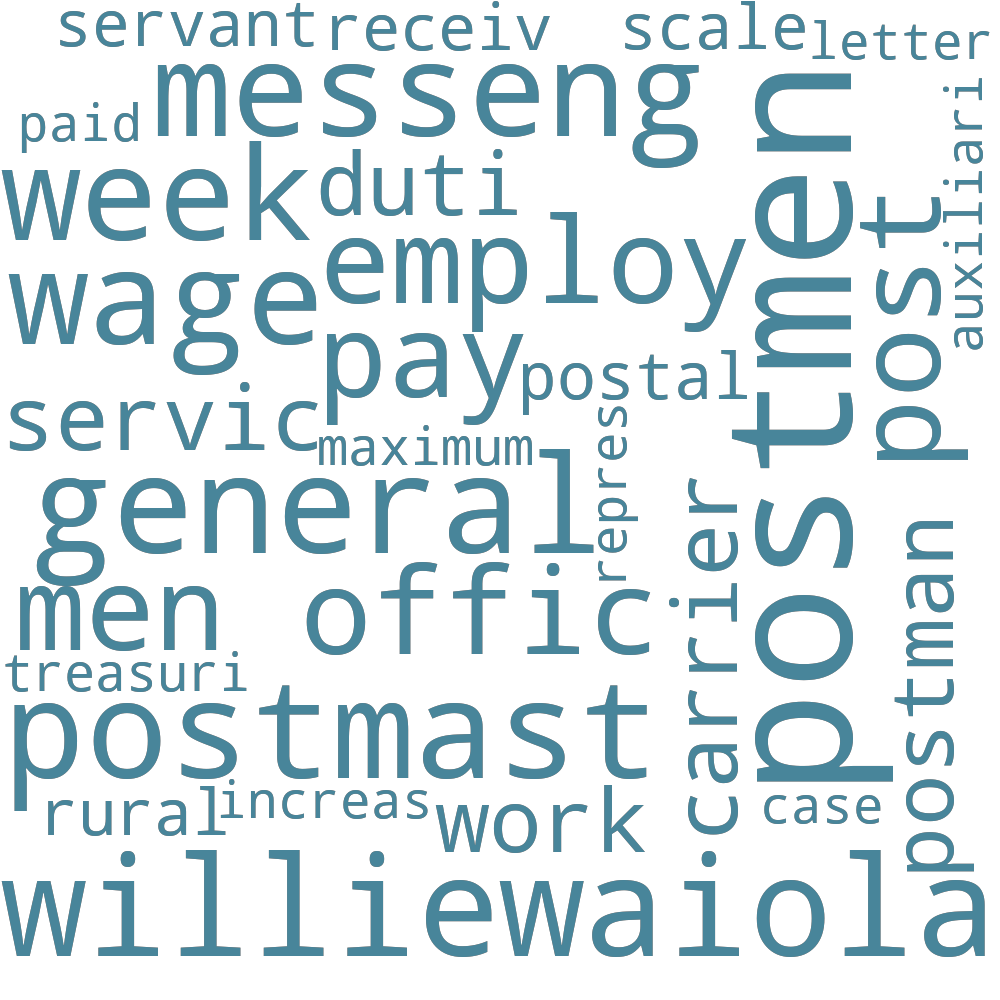 servant receiv scale letter
messeng
paid
week duti
employ
wage
pay
postal
servic
maximum
general
repres
men offic
treasuri
postmast
rural increas work case
williewaiola
carrier
postmen
post
auxiliari
postman